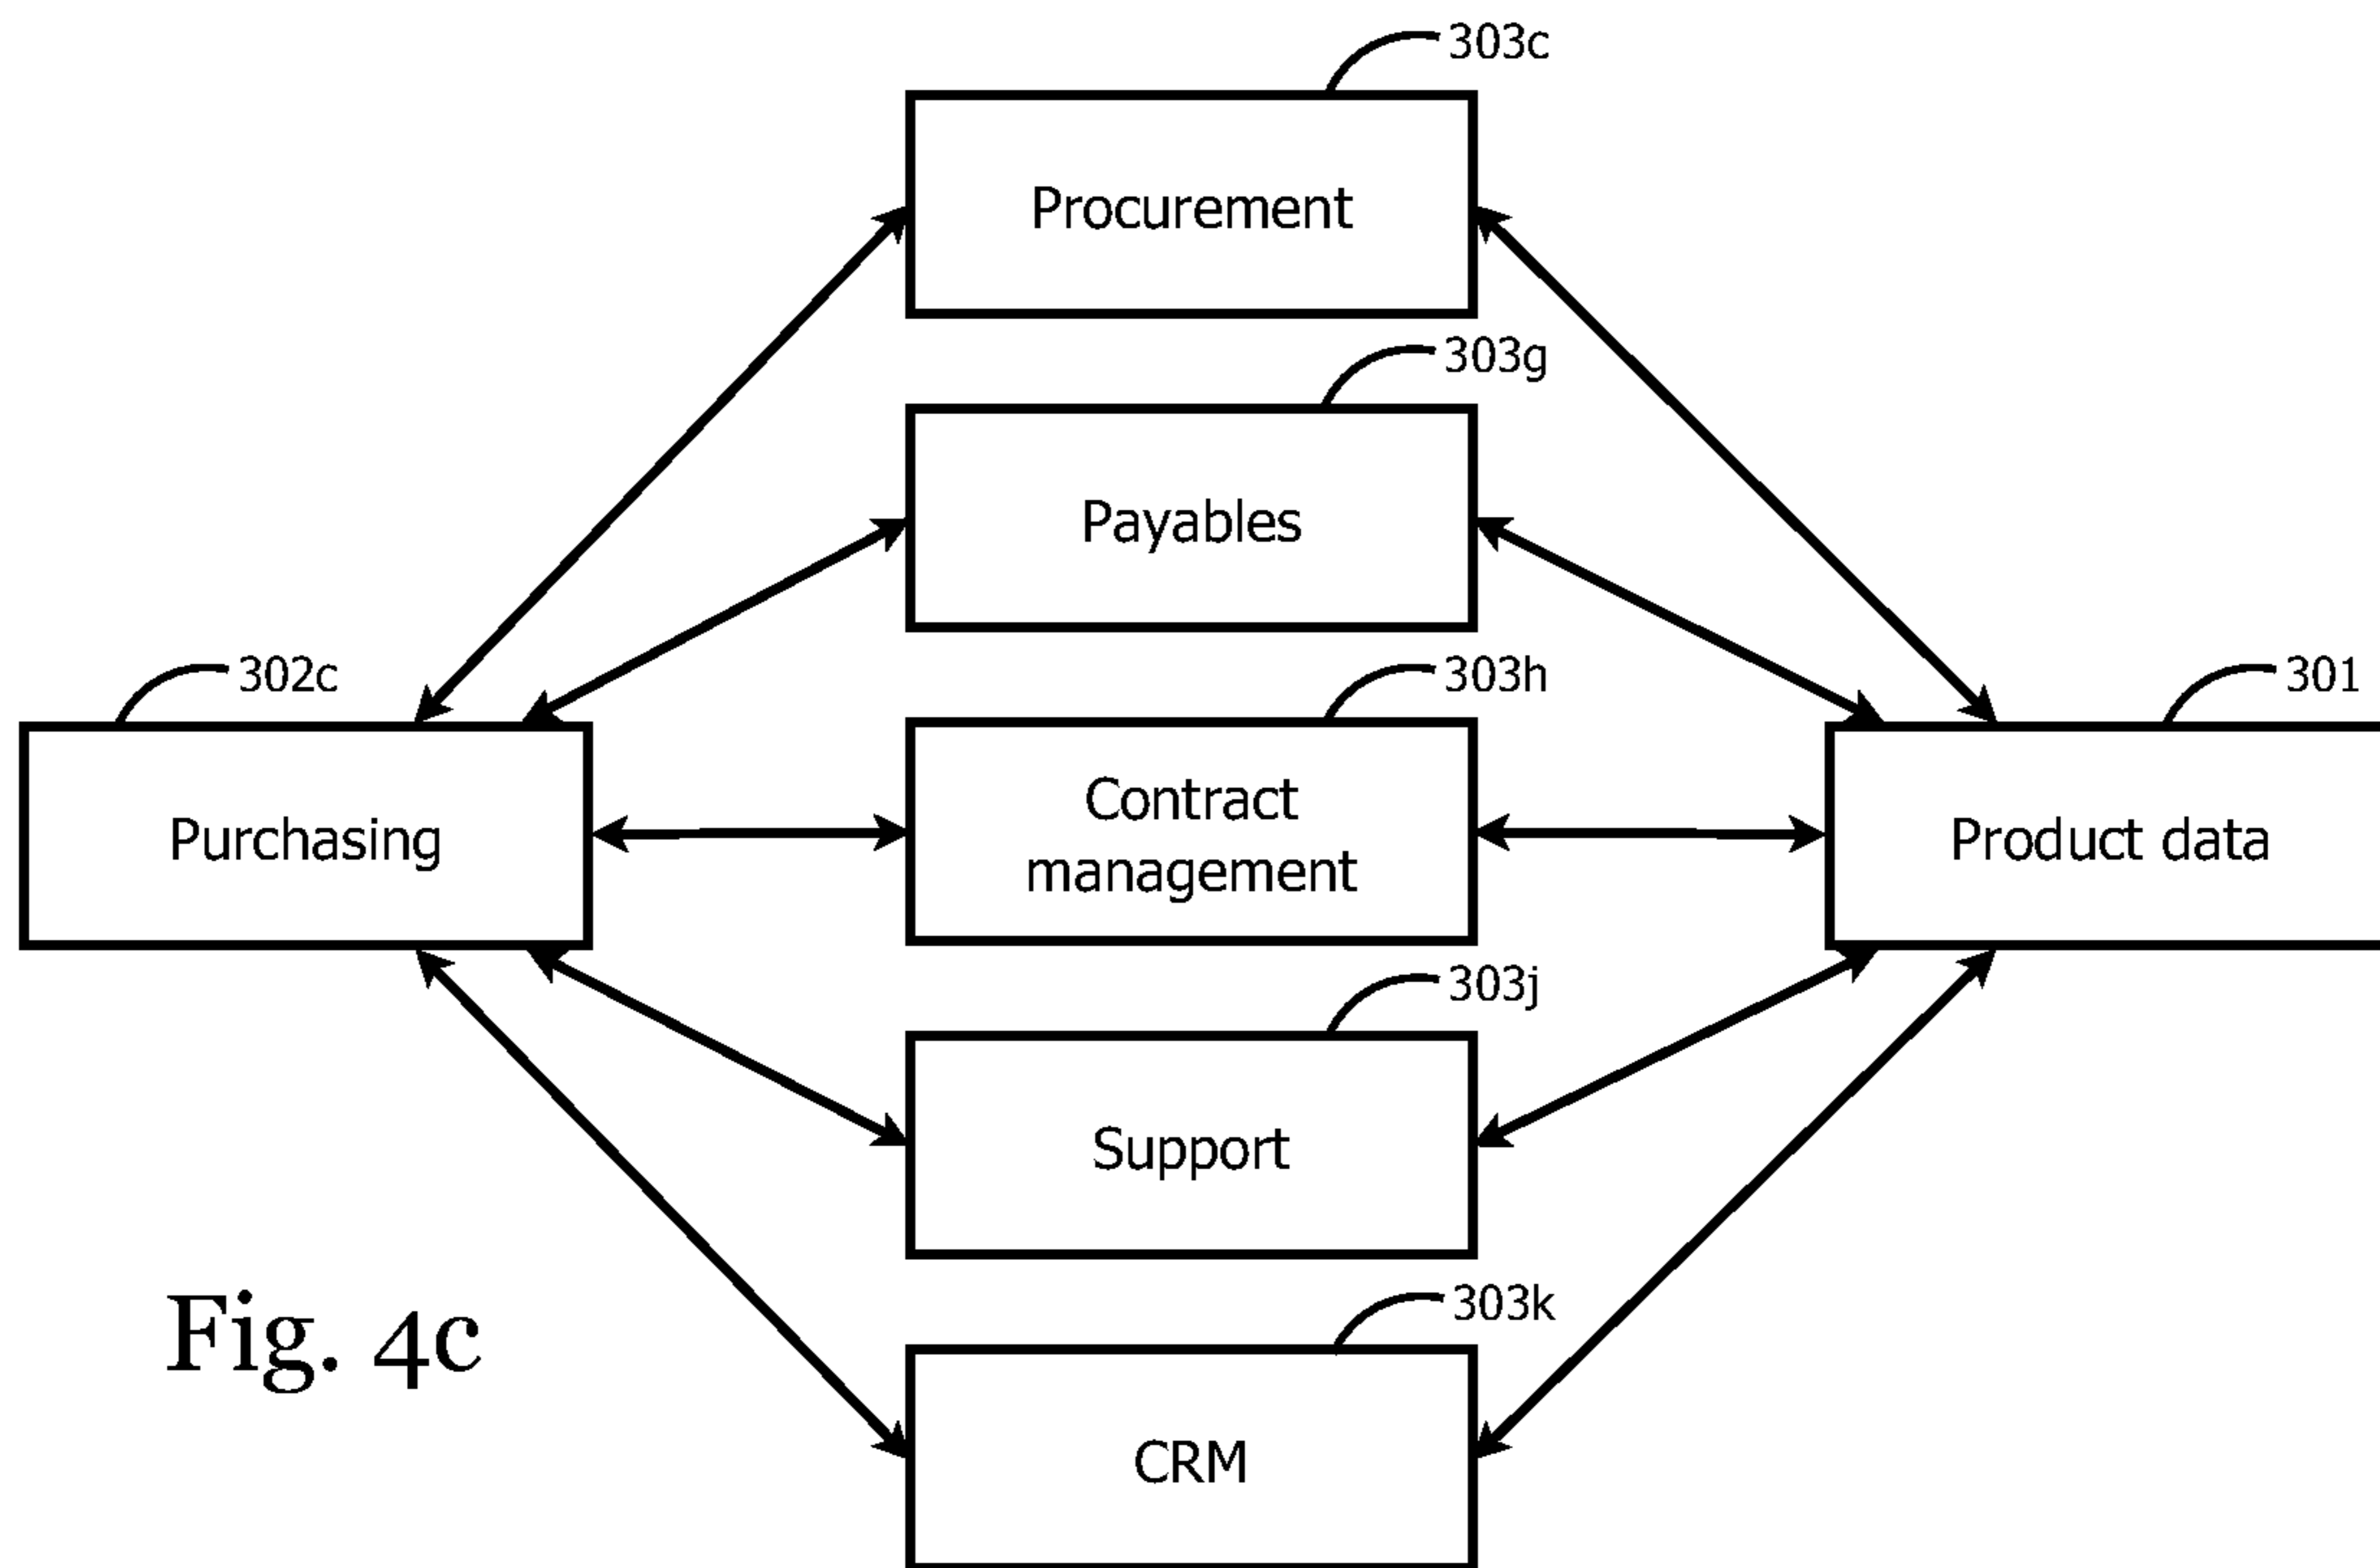 303c
Procurement
303g
Payables
302c
303h
301
Purchasing
Contract
management
Product data
303j
Support
303k
CRM
Fig. 4c